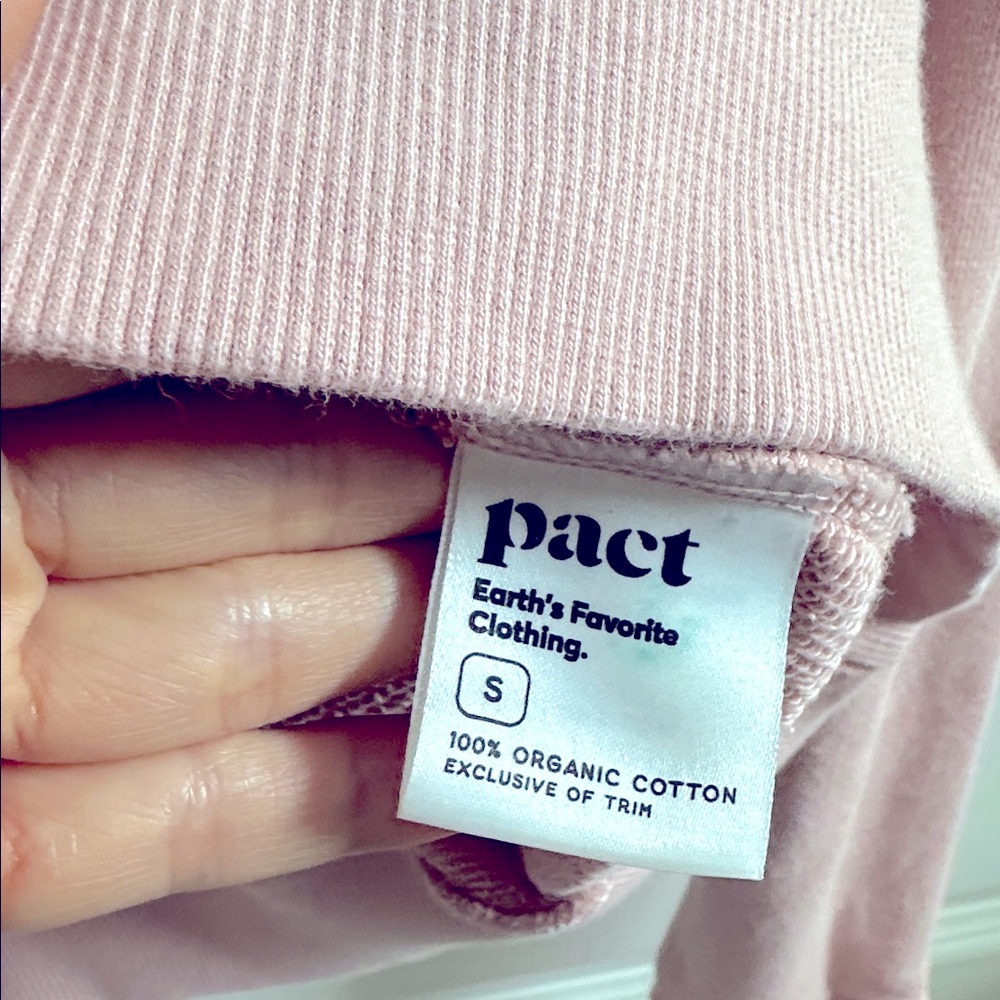 pact
Earth's Favorite
Clothing.
S
100% ORGANIC COTTON
EXCLUSIVE OF TRIM